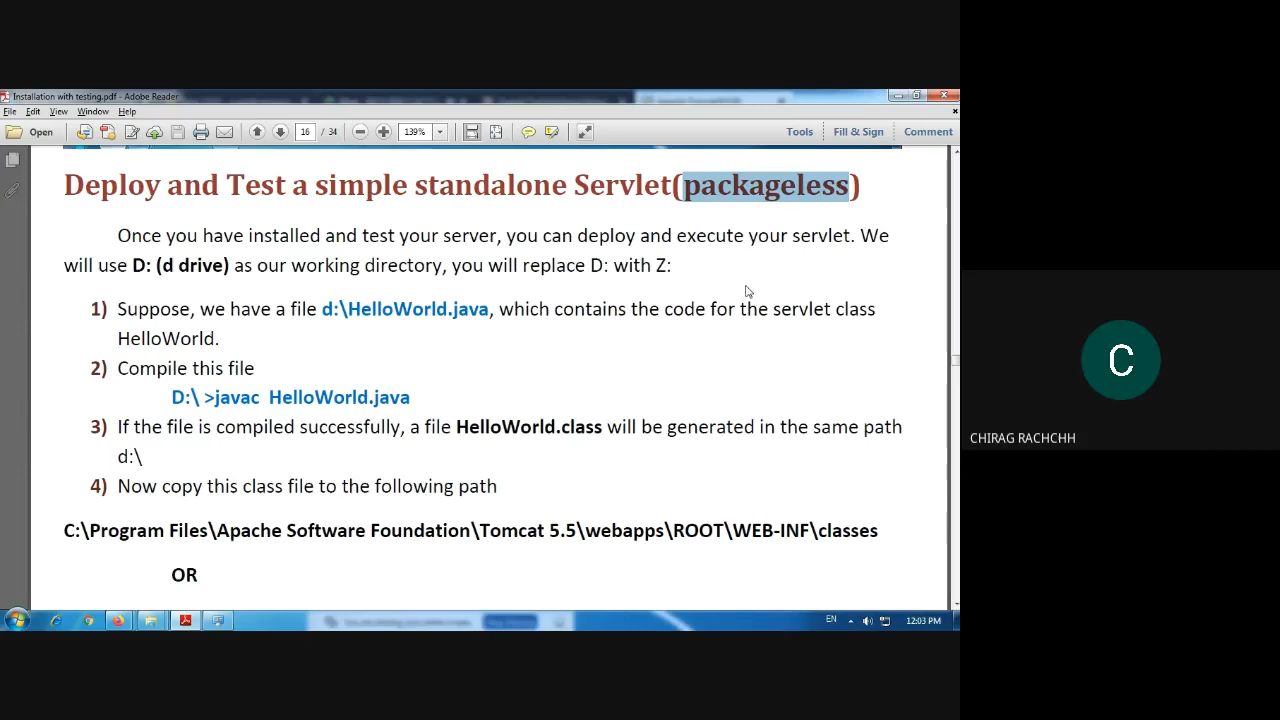 Installation with testing.pdf - Adobe Reader
File Edit View Window Help
Open 16 / 34 139% Tools Fill & Sign Comment
Deploy and Test a simple standalone Servlet(packageless)
Once you have installed and test your server, you can deploy and execute your servlet. We
will use D: (d drive) as our working directory, you will replace D: with Z:
1) Suppose, we have a file d:\HelloWorld.java, which contains the code for the servlet class
HelloWorld.
2) Compile this file
D:\ >javac HelloWorld.java
3) If the file is compiled successfully, a file HelloWorld.class will be generated in the same path
d:\
4) Now copy this class file to the following path
C:\Program Files\Apache Software Foundation\Tomcat 5.5\webapps\ROOT\WEB-INF\classes
OR
EN 12:03 PM
C
CHIRAG RACHCHH